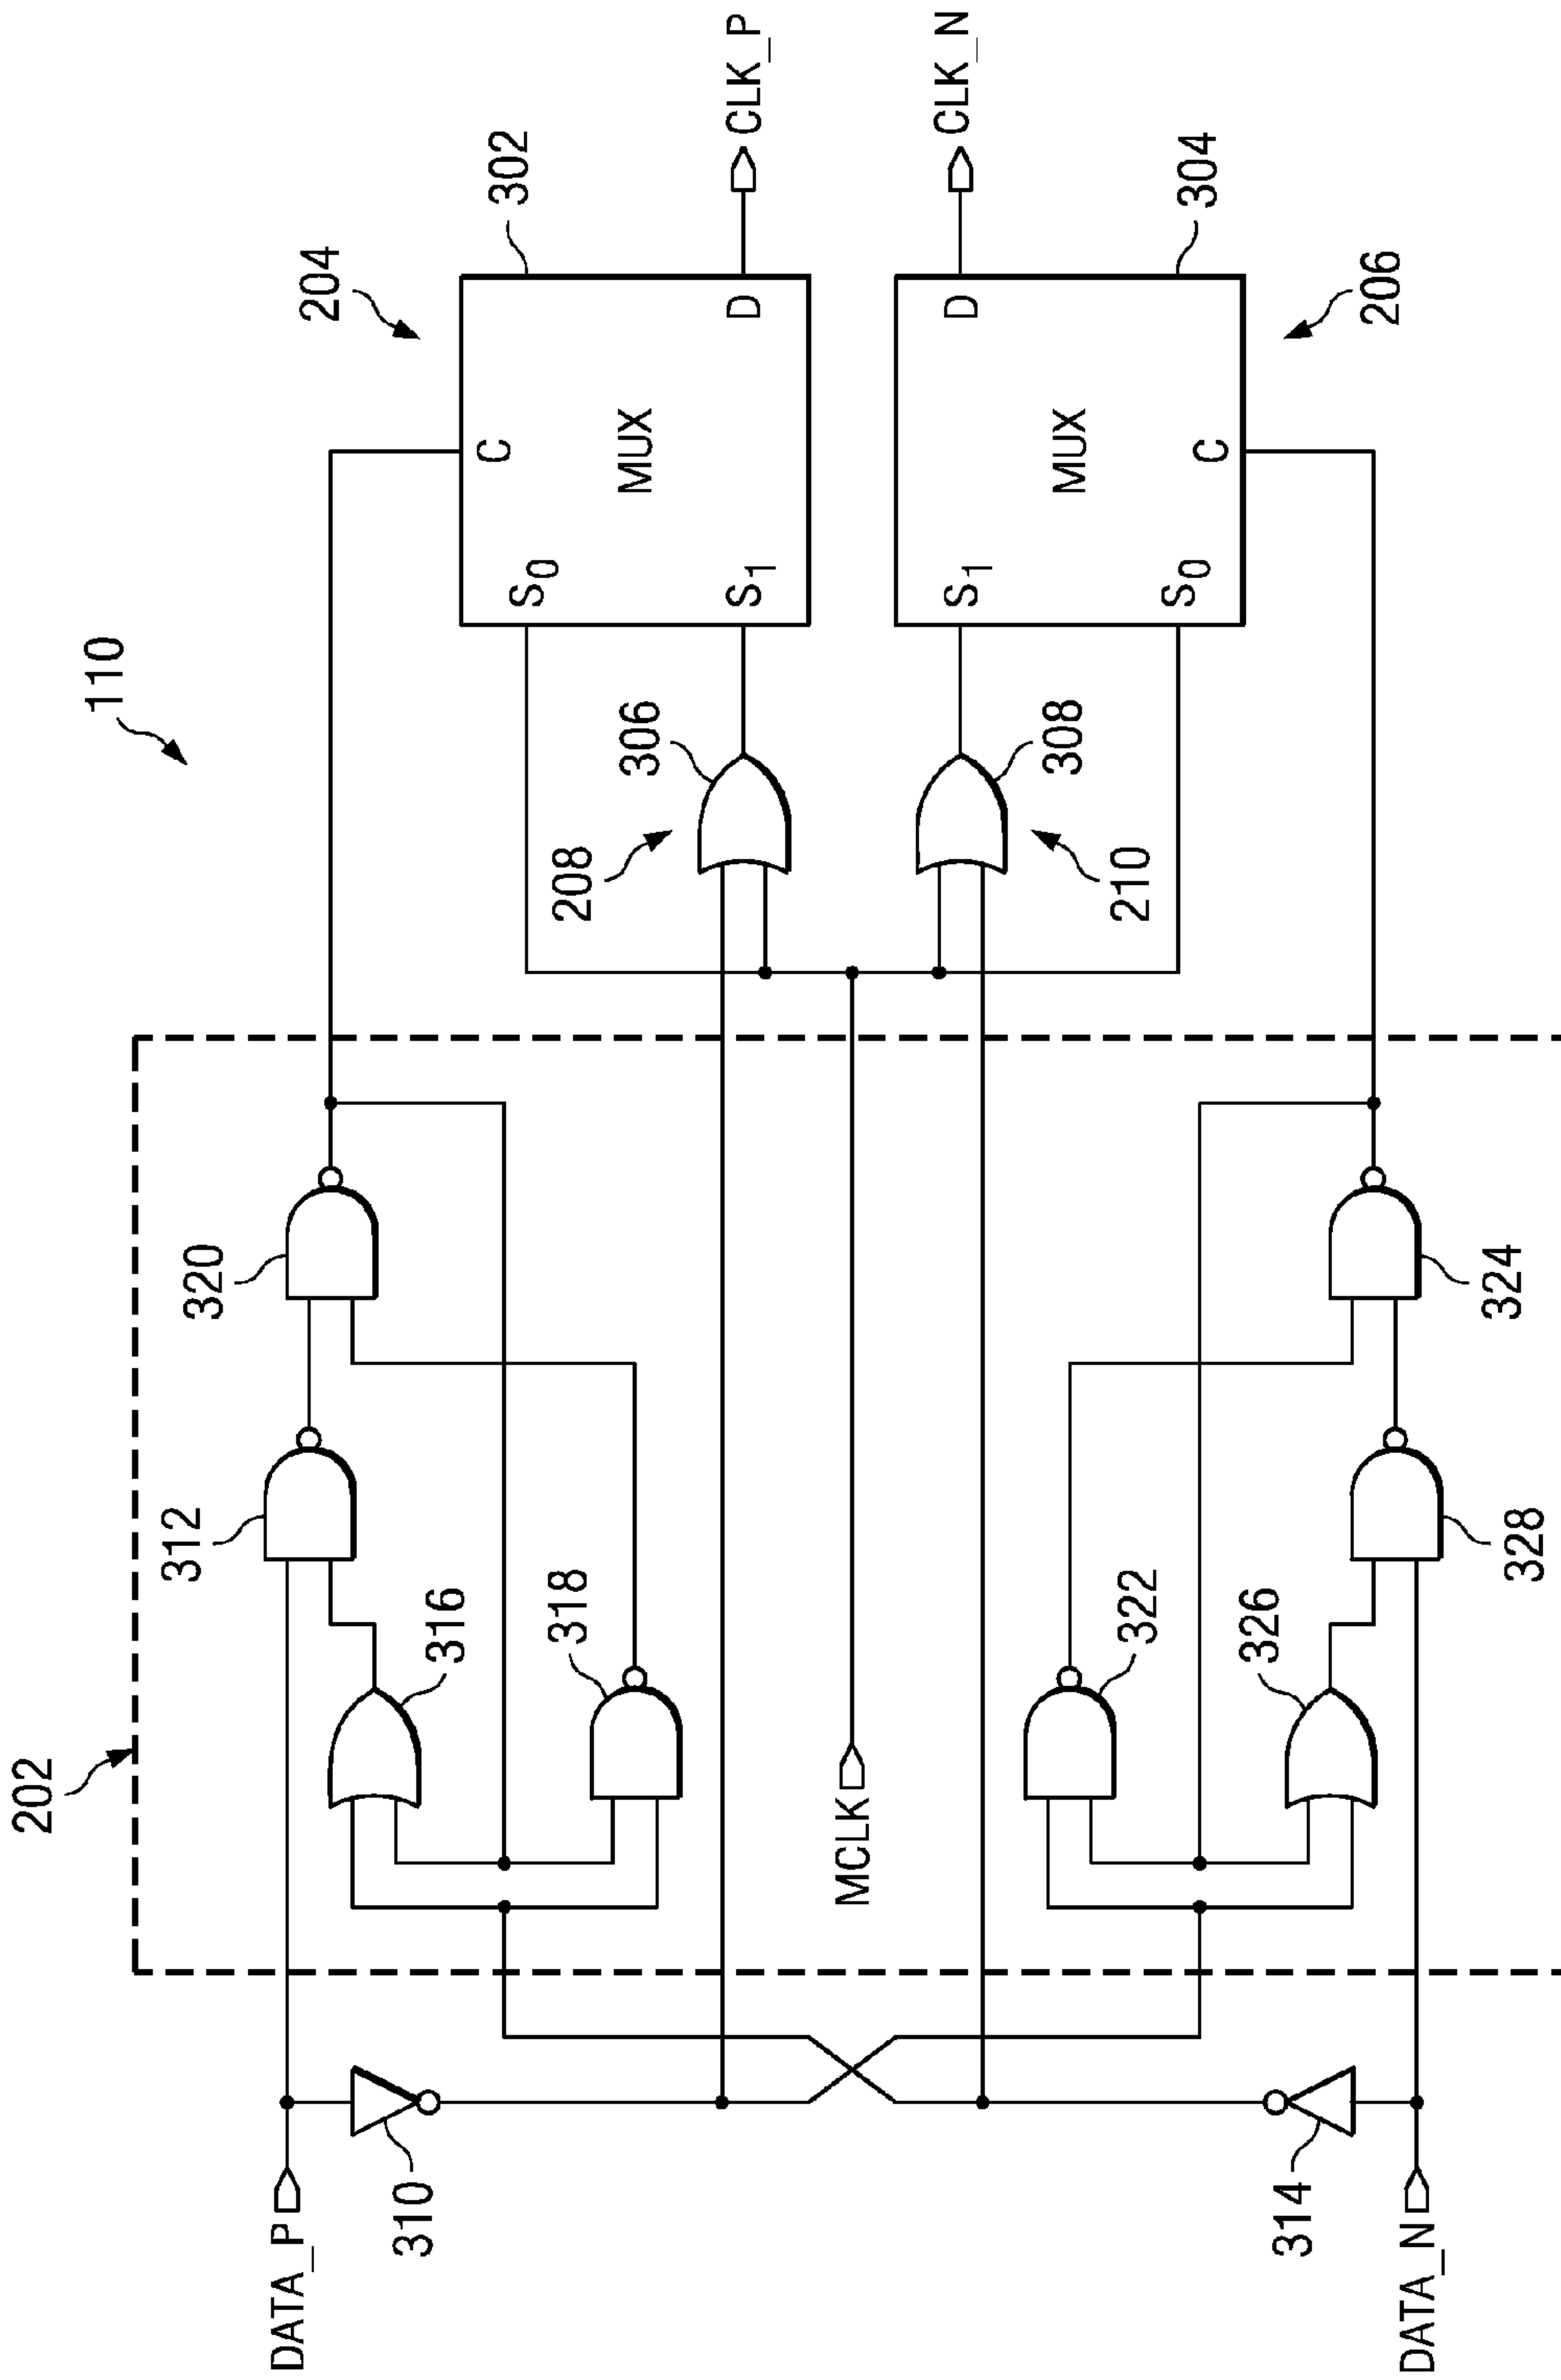 110
202
204
302
320
312
316
318
C
S0
MUX
S1
D
CLK_P
306
208
DATA_P
310
MCLK
308
210
S1
D
MUX
S0
C
CLK_N
304
206
322
326
328
324
314
DATA_N